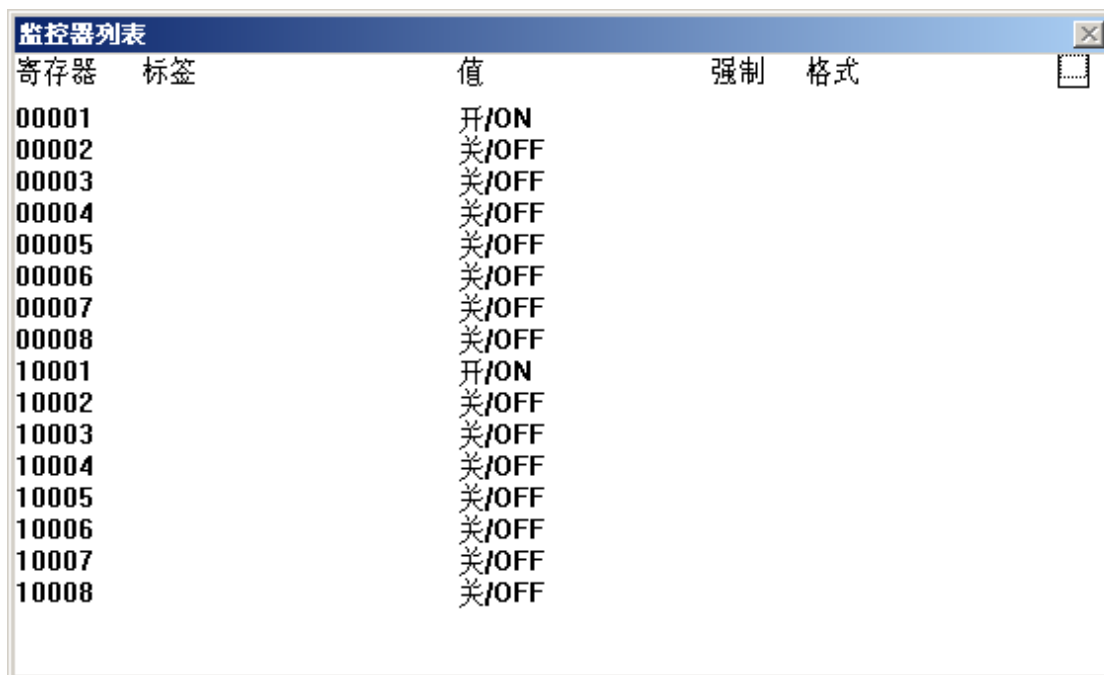 监控器列表
寄存器 标签 值 强制 格式
00001 开/ON
00002 关/OFF
00003 关/OFF
00004 关/OFF
00005 关/OFF
00006 关/OFF
00007 关/OFF
00008 关/OFF
10001 开/ON
10002 关/OFF
10003 关/OFF
10004 关/OFF
10005 关/OFF
10006 关/OFF
10007 关/OFF
10008 关/OFF